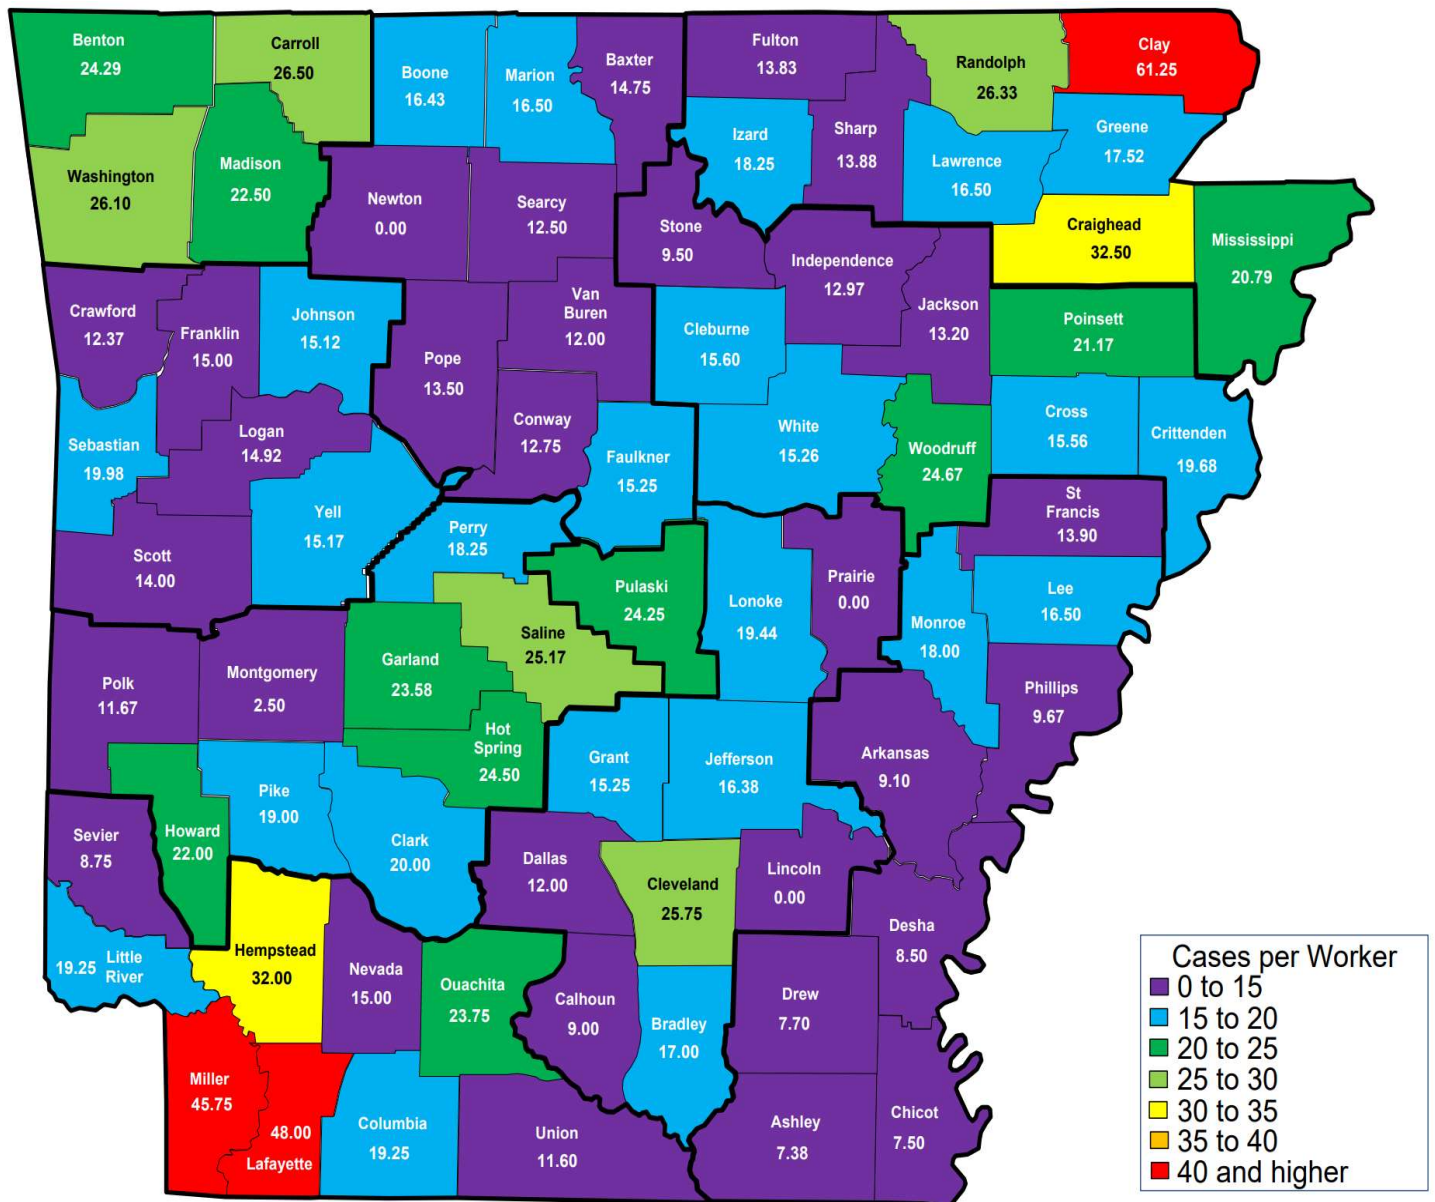 Benton
24.29
Carroll
26.50
Boone
16.43
Marion
16.50
Baxter
14.75
Fulton
13.83
Randolph
26.33
Clay
61.25
Izard
18.25
Sharp
13.88
Lawrence
16.50
Greene
17.52
Washington
26.10
Madison
22.50
Newton
0.00
Searcy
12.50
Stone
9.50
Independence
12.97
Jackson
13.20
Craighead
32.50
Mississippi
20.79
Crawford
12.37
Franklin
15.00
Johnson
15.12
Pope
13.50
Van
Buren
12.00
Cleburne
15.60
Poinsett
21.17
Sebastian
19.98
Logan
14.92
Conway
12.75
Faulkner
15.25
White
15.26
Woodruff
24.67
Cross
15.56
Crittenden
19.68
Scott
14.00
Yell
15.17
Perry
18.25
St
Francis
13.90
Pulaski
24.25
Lonoke
19.44
Prairie
0.00
Monroe
18.00
Lee
16.50
Polk
11.67
Montgomery
2.50
Garland
23.58
Saline
25.17
Hot
Spring
24.50
Phillips
9.67
Grant
15.25
Jefferson
16.38
Arkansas
9.10
Sevier
8.75
Howard
22.00
Pike
19.00
Clark
20.00
Dallas
12.00
Cleveland
25.75
Lincoln
0.00
Desha
8.50
19.25
Little
River
Hempstead
32.00
Nevada
15.00
Ouachita
23.75
Calhoun
9.00
Bradley
17.00
Drew
7.70
Miller
45.75
48.00
Lafayette
Columbia
19.25
Union
11.60
Ashley
7.38
Chicot
7.50
Cases per Worker
0 to 15
15 to 20
20 to 25
25 to 30
30 to 35
35 to 40
40 and higher